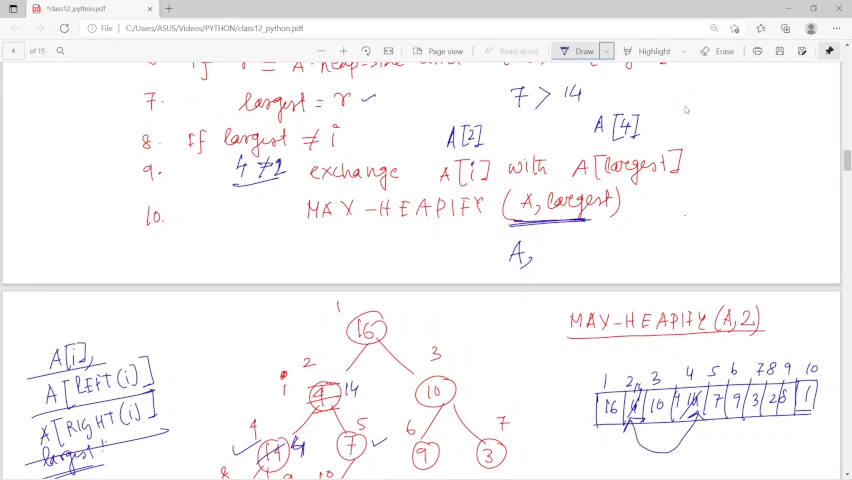 *class12_python.pdf
File
C:/Users/ASUS/Videos/PYTHON/class12_python.pdf
4 of 15
Page view
Read aloud
Draw
Highlight
Erase
7. largest = r ✓
7 > 14
8. If largest ≠ i
A[2]
A[4]
9. 4 ≠ 2 exchange A[i] with A[largest]
10. MAX-HEAPIFY (A, largest)
A,
1
16
MAX-HEAPIFY (A, 2)
A[i],
A[LEFT(i)]
A[RIGHT(i)]
largest!
2
3
i
4
14
10
1 2 3 4 5 6 7 8 9 10
16 10 7 9 3 2 8 1
4
5
6
7
14
7
9
3
8
10